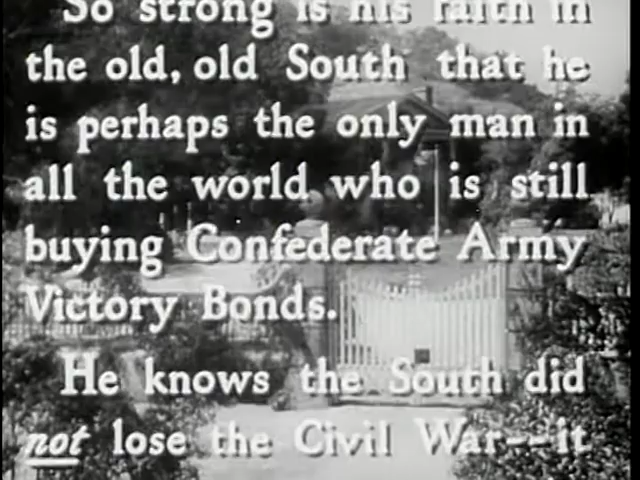 So strong is his faith in
the old, old South that he
is perhaps the only man in
all the world who is still
buying Confederate Army
Victory Bonds.
He knows the South did
not lose the Civil War--it